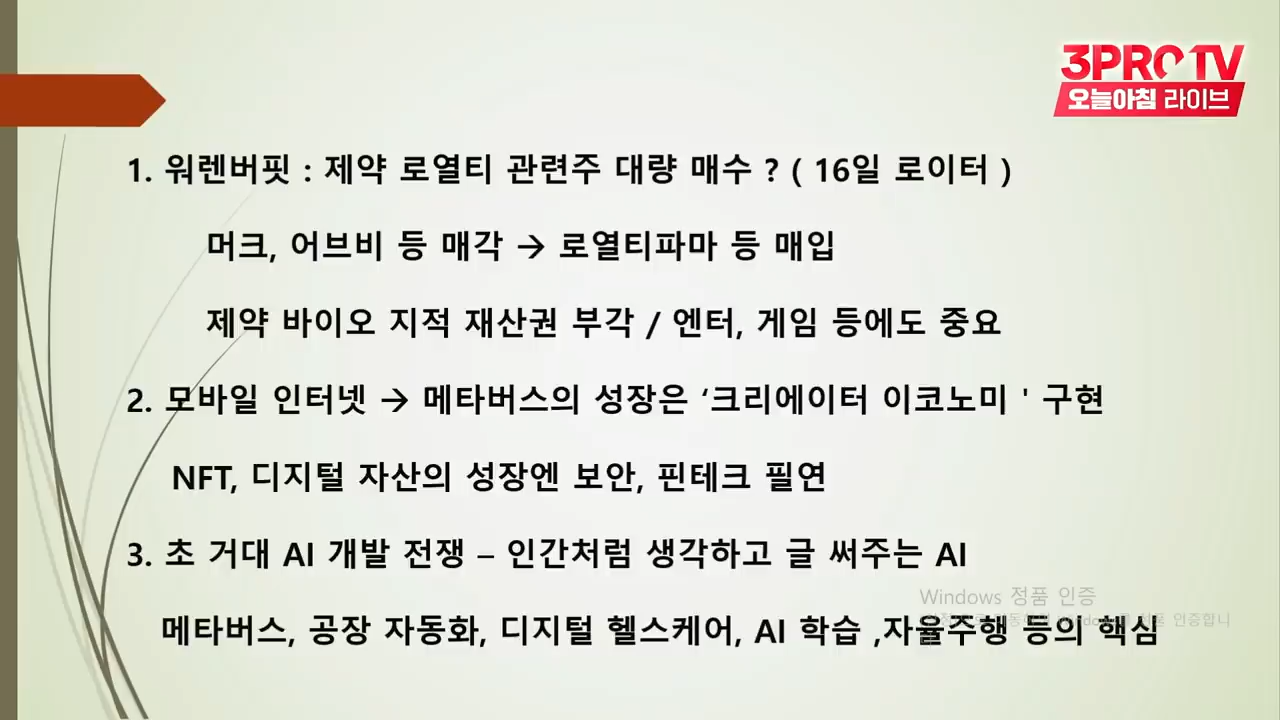 3PRO TV
오늘아침 라이브
1. 워렌버핏 : 제약 로열티 관련주 대량 매수 ? ( 16일 로이터 )
머크, 어브비 등 매각 → 로열티파마 등 매입
제약 바이오 지적 재산권 부각 / 엔터, 게임 등에도 중요
2. 모바일 인터넷 → 메타버스의 성장은 ‘크리에이터 이코노미 ' 구현
NFT, 디지털 자산의 성장엔 보안, 핀테크 필연
3. 초 거대 AI 개발 전쟁 – 인간처럼 생각하고 글 써주는 AI
Windows 정품 인증
메타버스, 공장 자동화, 디지털 헬스케어, AI 학습 ,자율주행 등의 핵심